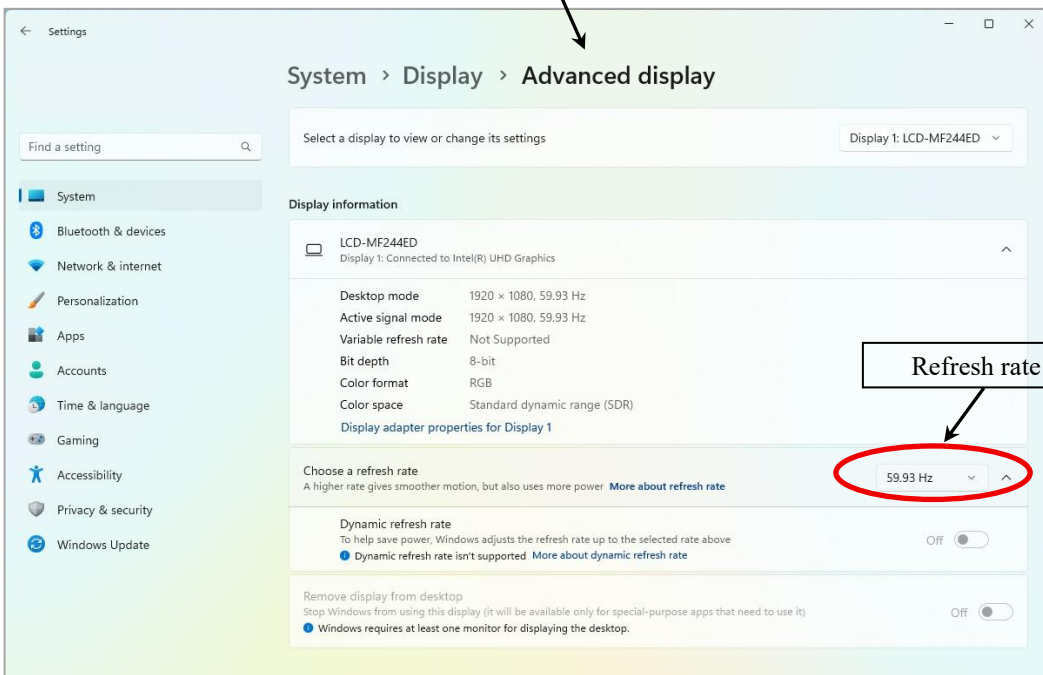 Settings
System > Display > Advanced display
Find a setting
System
Bluetooth & devices
Network & internet
Personalization
Apps
Accounts
Time & language
Gaming
Accessibility
Privacy & security
Windows Update
Select a display to view or change its settings
Display 1: LCD-MF244ED
Display information
LCD-MF244ED
Display 1: Connected to Intel(R) UHD Graphics
Desktop mode 1920 × 1080, 59.93 Hz
Active signal mode 1920 × 1080, 59.93 Hz
Variable refresh rate Not Supported
Bit depth 8-bit
Color format RGB
Color space Standard dynamic range (SDR)
Display adapter properties for Display 1
Refresh rate
Choose a refresh rate
A higher rate gives smoother motion, but also uses more power More about refresh rate
59.93 Hz
Dynamic refresh rate
To help save power, Windows adjusts the refresh rate up to the selected rate above
Dynamic refresh rate isn't supported More about dynamic refresh rate
Off
Remove display from desktop
Stop Windows from using this display (it will be available only for special-purpose apps that need to use it)
Windows requires at least one monitor for displaying the desktop.
Off